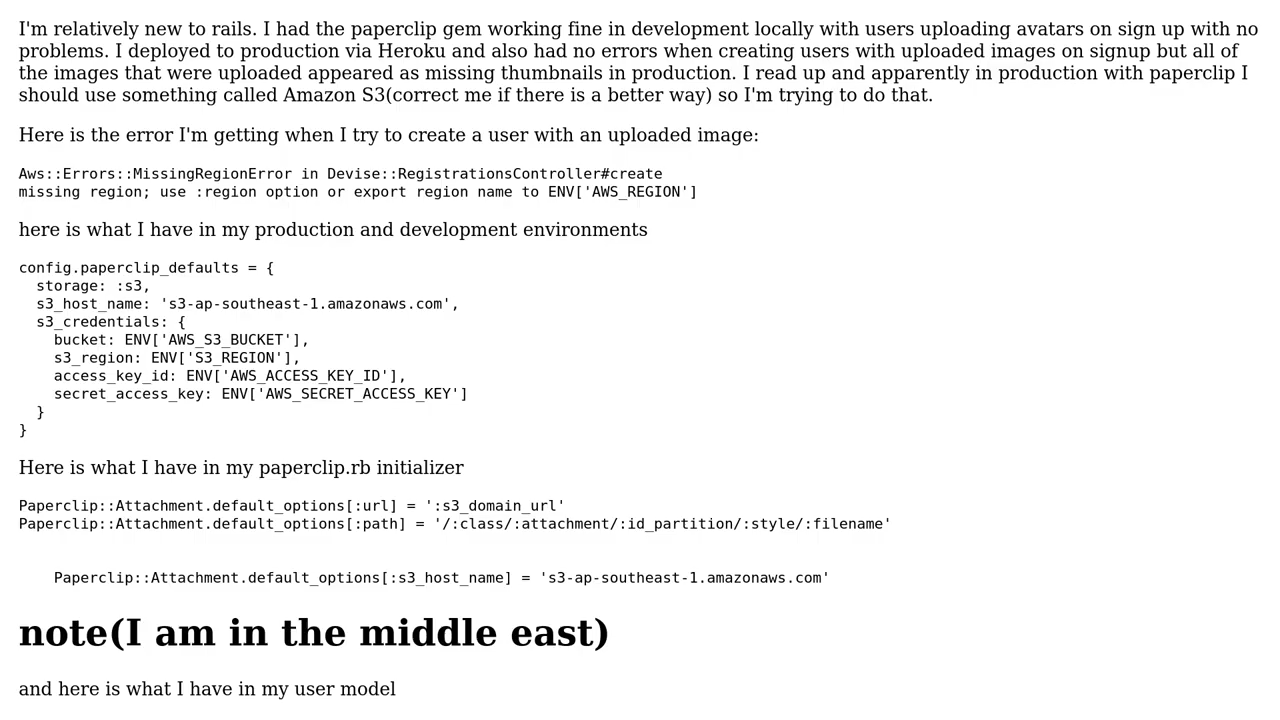 I'm relatively new to rails. I had the paperclip gem working fine in development locally with users uploading avatars on sign up with no
problems. I deployed to production via Heroku and also had no errors when creating users with uploaded images on signup but all of
the images that were uploaded appeared as missing thumbnails in production. I read up and apparently in production with paperclip I
should use something called Amazon S3(correct me if there is a better way) so I'm trying to do that.
Here is the error I'm getting when I try to create a user with an uploaded image:
Aws::Errors::MissingRegionError in Devise::RegistrationsController#create
missing region; use :region option or export region name to ENV['AWS_REGION']
here is what I have in my production and development environments
config.paperclip_defaults = {
  storage: :s3,
  s3_host_name: 's3-ap-southeast-1.amazonaws.com',
  s3_credentials: {
    bucket: ENV['AWS_S3_BUCKET'],
    s3_region: ENV['S3_REGION'],
    access_key_id: ENV['AWS_ACCESS_KEY_ID'],
    secret_access_key: ENV['AWS_SECRET_ACCESS_KEY']
  }
}
Here is what I have in my paperclip.rb initializer
Paperclip::Attachment.default_options[:url] = ':s3_domain_url'
Paperclip::Attachment.default_options[:path] = '/:class/:attachment/:id_partition/:style/:filename'
    Paperclip::Attachment.default_options[:s3_host_name] = 's3-ap-southeast-1.amazonaws.com'
note(I am in the middle east)
and here is what I have in my user model